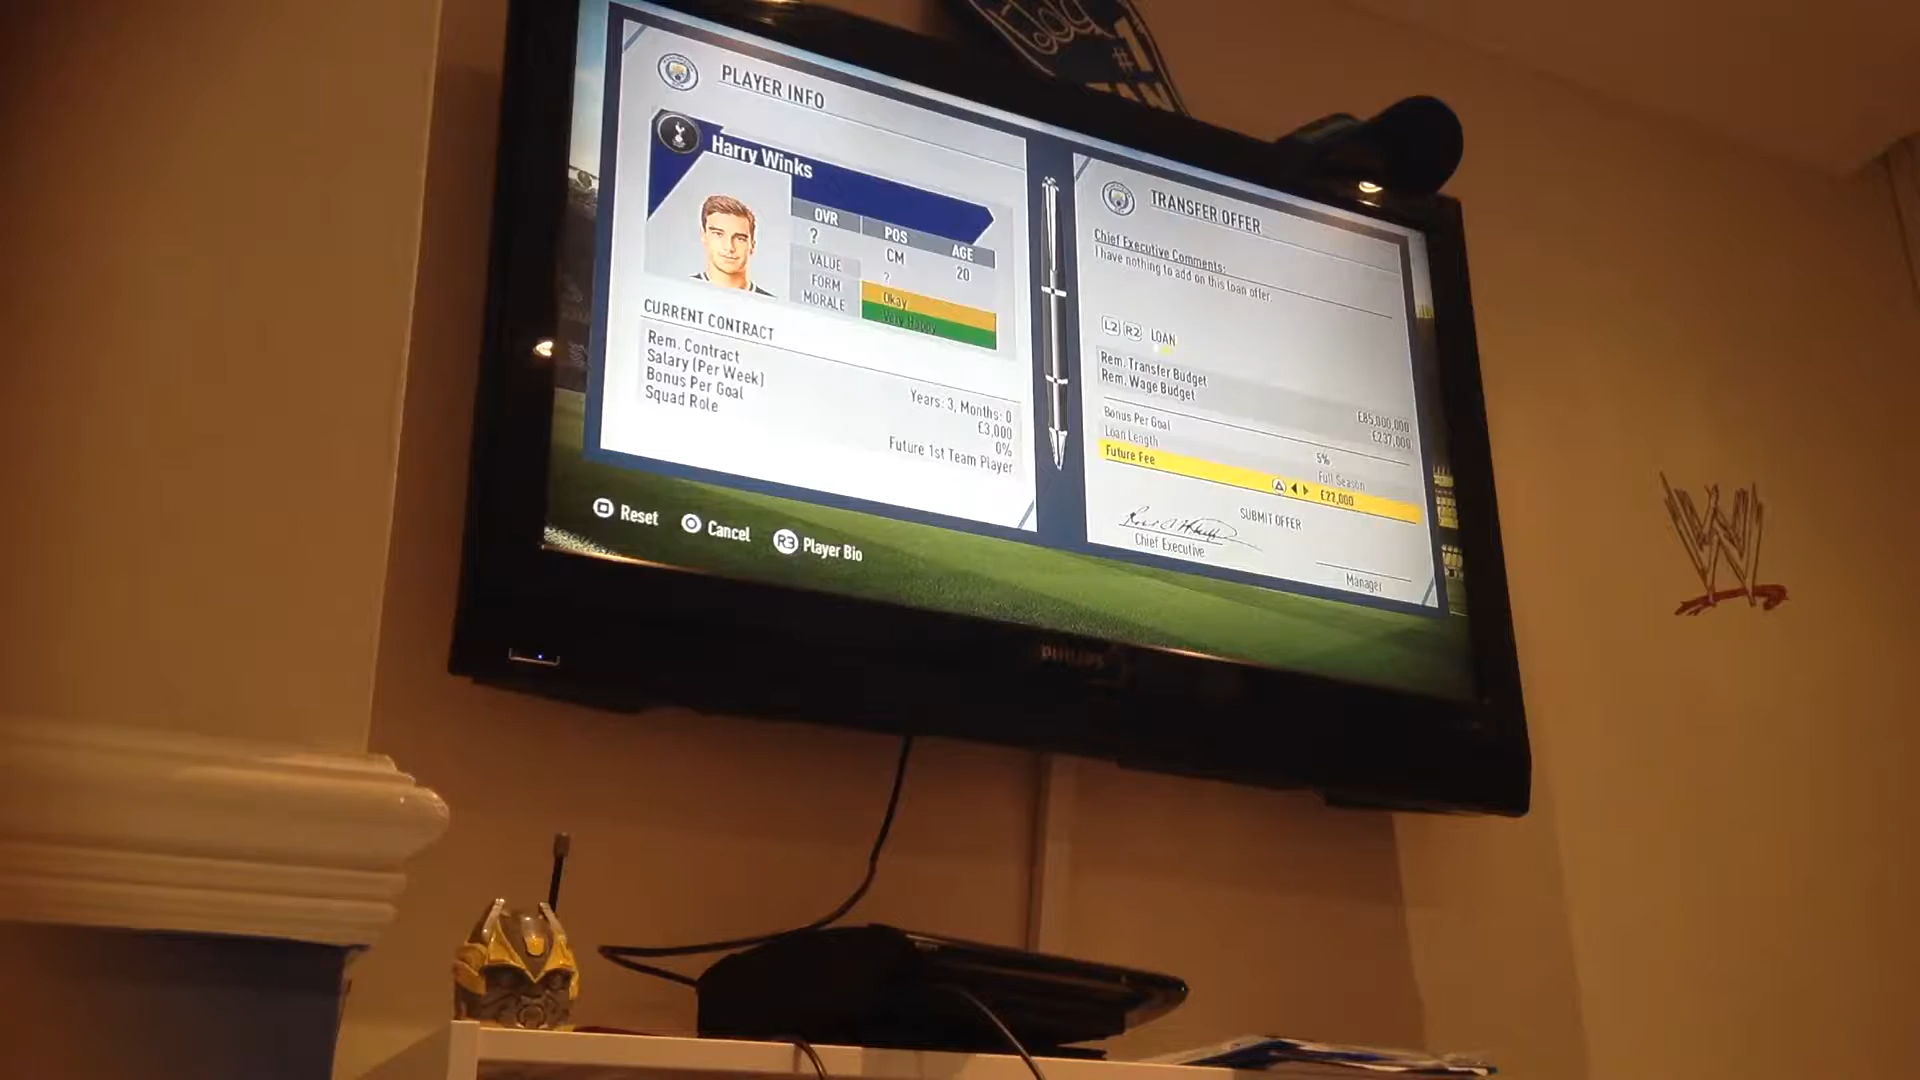 #1
PLAYER INFO
Harry Winks
OVR POS AGE
? CM 20
VALUE ?
FORM Okay
MORALE Very Happy
CURRENT CONTRACT
Rem. Contract Years: 3, Months: 0
Salary (Per Week) £3,000
Bonus Per Goal 0%
Squad Role Future 1st Team Player
Reset
Cancel
R3 Player Bio
TRANSFER OFFER
Chief Executive Comments:
I have nothing to add on this loan offer.
L2 R2 LOAN
Rem. Transfer Budget £85,000,000
Rem. Wage Budget £237,000
Bonus Per Goal 5%
Loan Length Full Season
Future Fee £22,000
SUBMIT OFFER
Chief Executive
Manager
PHILIPS
W